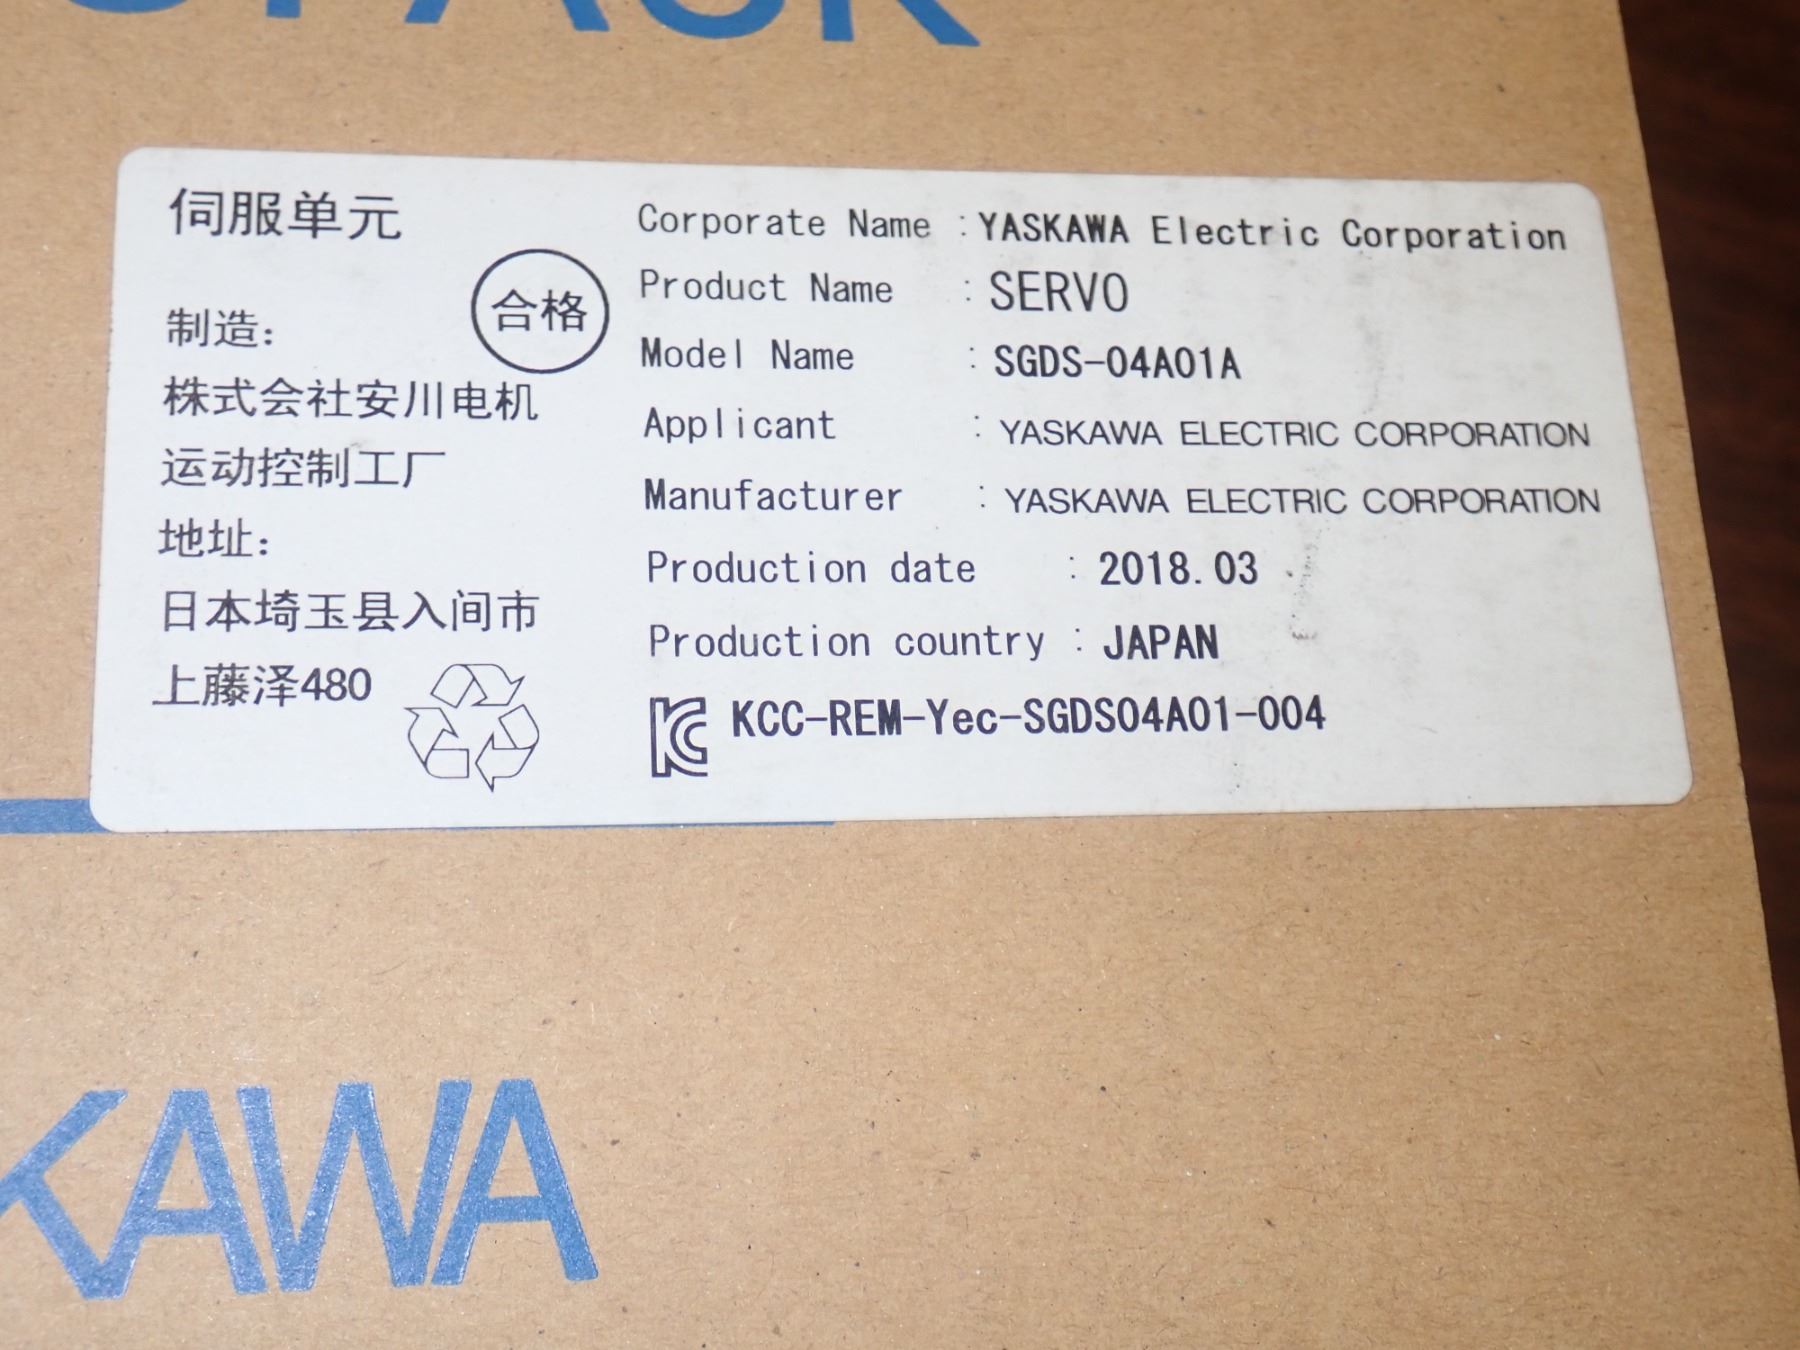 PACK
伺服单元
合格
制造:
株式会社安川电机
运动控制工厂
地址:
日本埼玉县入间市
上藤泽480
Corporate Name :YASKAWA Electric Corporation
Product Name : SERVO
Model Name : SGDS-04A01A
Applicant : YASKAWA ELECTRIC CORPORATION
Manufacturer : YASKAWA ELECTRIC CORPORATION
Production date : 2018.03
Production country : JAPAN
KC KCC-REM-Yec-SGDS04A01-004
KAWA